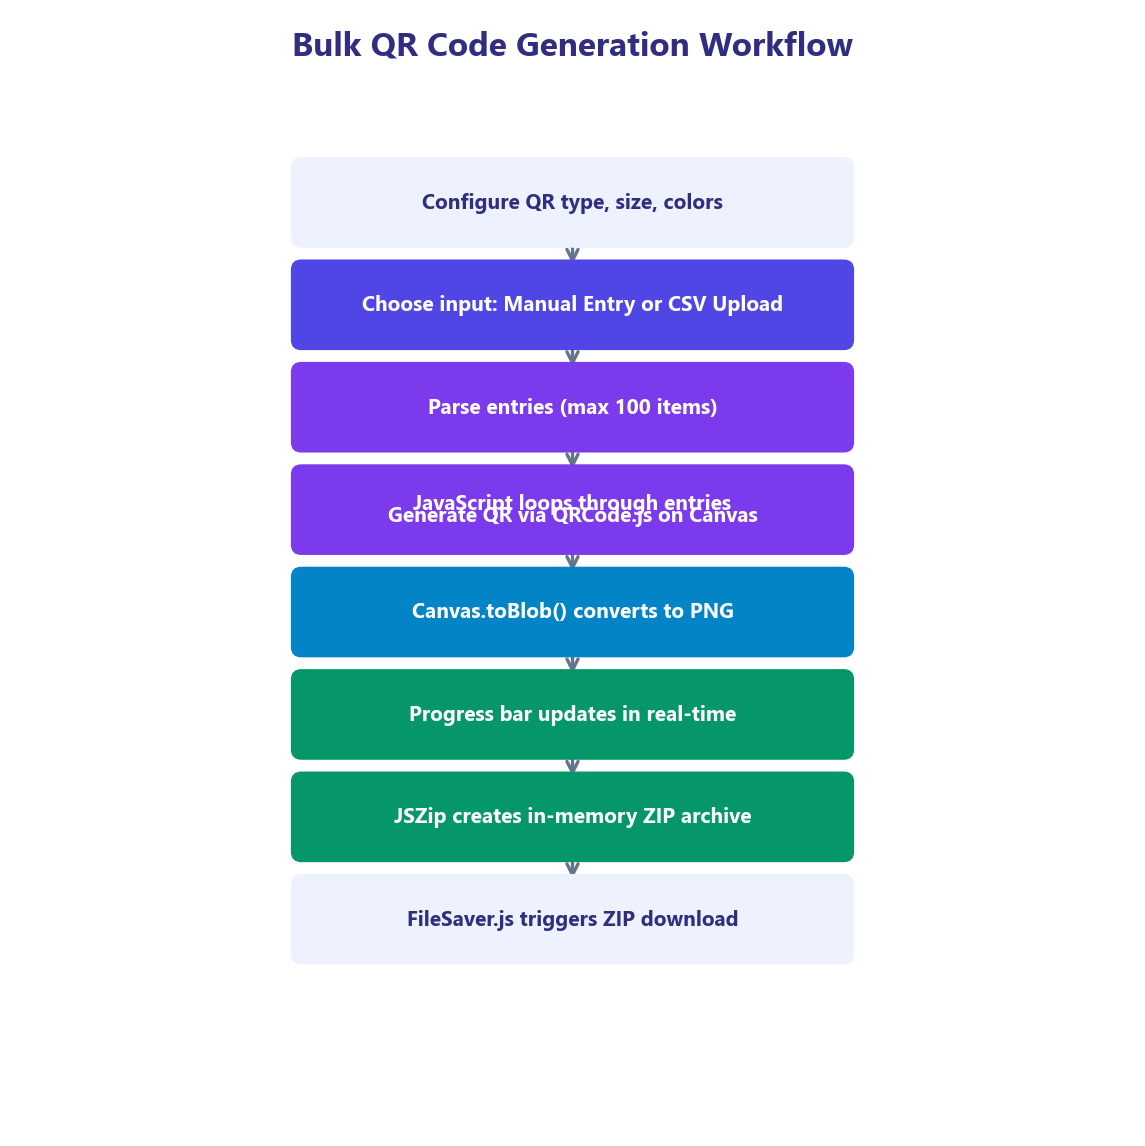 Bulk QR Code Generation Workflow
Configure QR type, size, colors
Choose input: Manual Entry or CSV Upload
Parse entries (max 100 items)
JavaScript loops through entries
Generate QR via QRCode.js on Canvas
Canvas.toBlob() converts to PNG
Progress bar updates in real-time
JSZip creates in-memory ZIP archive
FileSaver.js triggers ZIP download